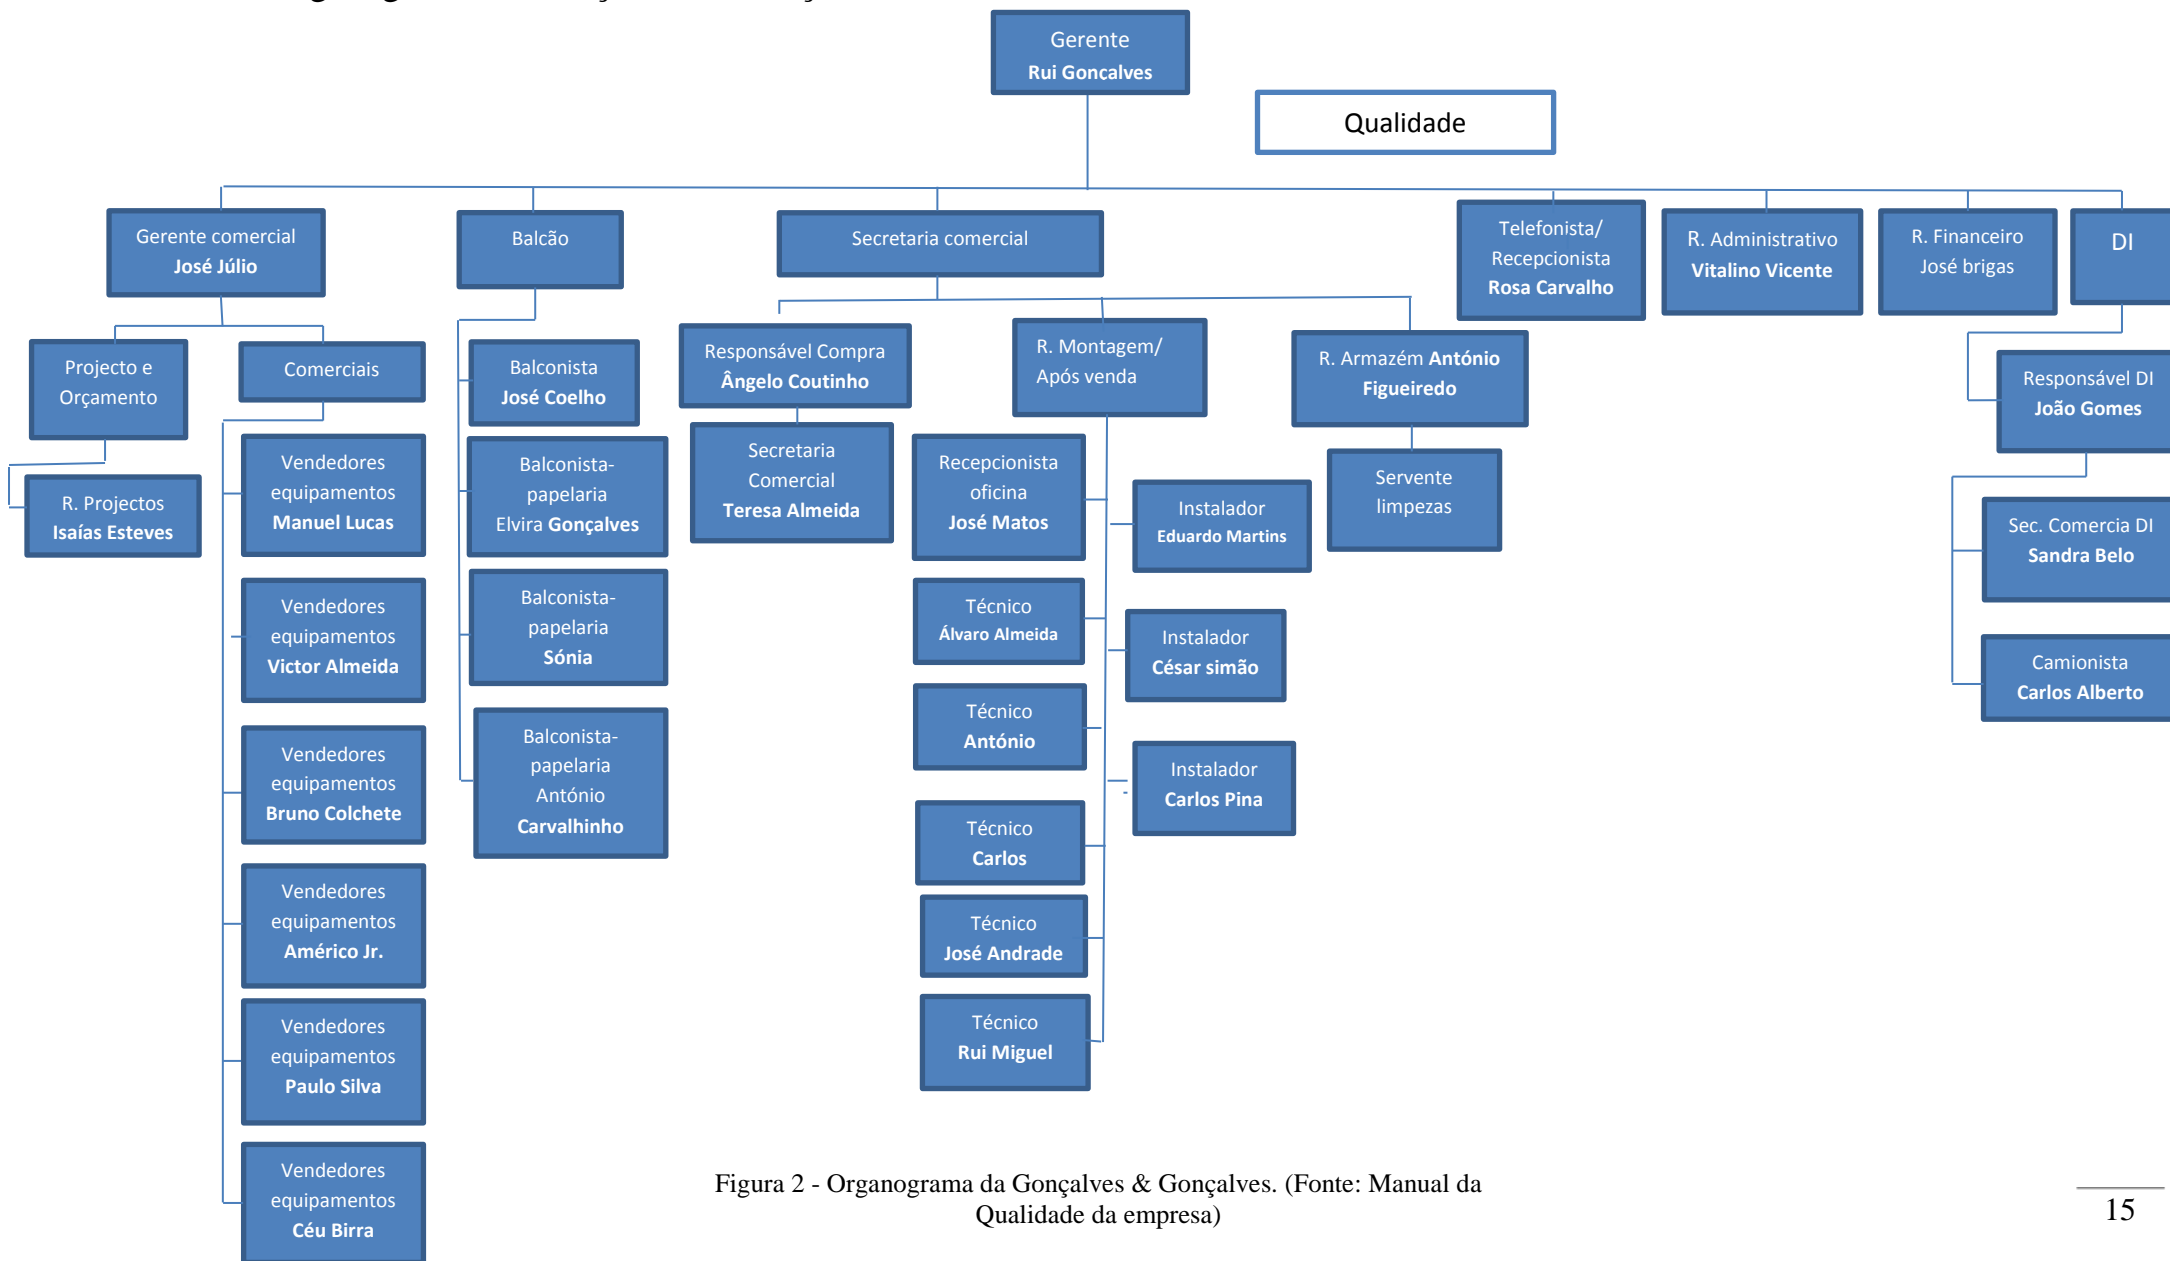 Gerente
Rui Gonçalves
Qualidade
Gerente comercial
José Júlio
Balcão
Secretaria comercial
Telefonista/
Recepcionista
Rosa Carvalho
R. Administrativo
Vitalino Vicente
R. Financeiro
José brigas
DI
Projecto e
Orçamento
Comerciais
R. Projectos
Isaías Esteves
Vendedores
equipamentos
Manuel Lucas
Vendedores
equipamentos
Victor Almeida
Vendedores
equipamentos
Bruno Colchete
Vendedores
equipamentos
Américo Jr.
Vendedores
equipamentos
Paulo Silva
Vendedores
equipamentos
Céu Birra
Balconista
José Coelho
Balconista-
papelaria
Elvira Gonçalves
Balconista-
papelaria
Sónia
Balconista-
papelaria
António
Carvalhinho
Responsável Compra
Ângelo Coutinho
Secretaria
Comercial
Teresa Almeida
R. Montagem/
Após venda
Recepcionista
oficina
José Matos
Técnico
Álvaro Almeida
Técnico
António
Técnico
Carlos
Técnico
José Andrade
Técnico
Rui Miguel
Instalador
Eduardo Martins
Instalador
César simão
Instalador
Carlos Pina
R. Armazém António
Figueiredo
Servente
limpezas
Responsável DI
João Gomes
Sec. Comercia DI
Sandra Belo
Camionista
Carlos Alberto
Figura 2 - Organograma da Gonçalves & Gonçalves. (Fonte: Manual da
Qualidade da empresa)
15